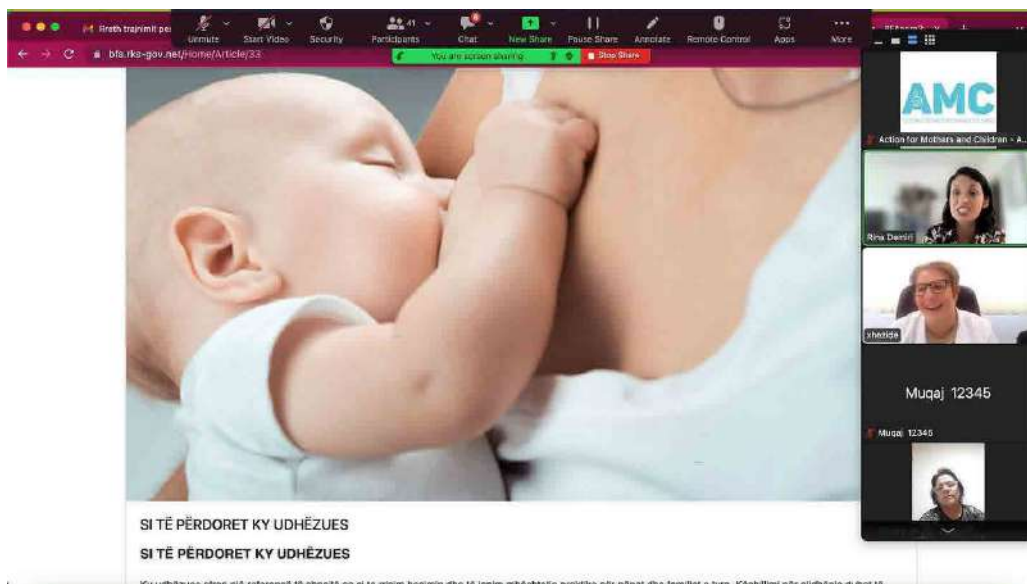 Rreth trajnimit per
Unmute
Start Video
Security
41
Participants
Chat
New Share
Pause Share
Annotate
Remote Control
Apps
More
bfs.rks-gov.net/Home/Article/33
You are screen sharing
Stop Share
AMC
Action for Mothers and Children - A...
Rina Demiri
xhezide
Muqaj 12345
Muqaj 12345
SI TË PËRDORET KY UDHËZUES
SI TË PËRDORET KY UDHËZUES